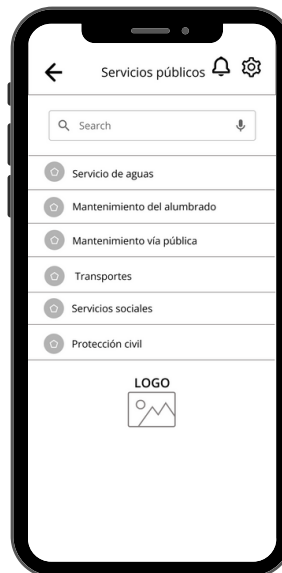 Servicios públicos
Search
Servicio de aguas
Mantenimiento del alumbrado
Mantenimiento vía pública
Transportes
Servicios sociales
Protección civil
LOGO